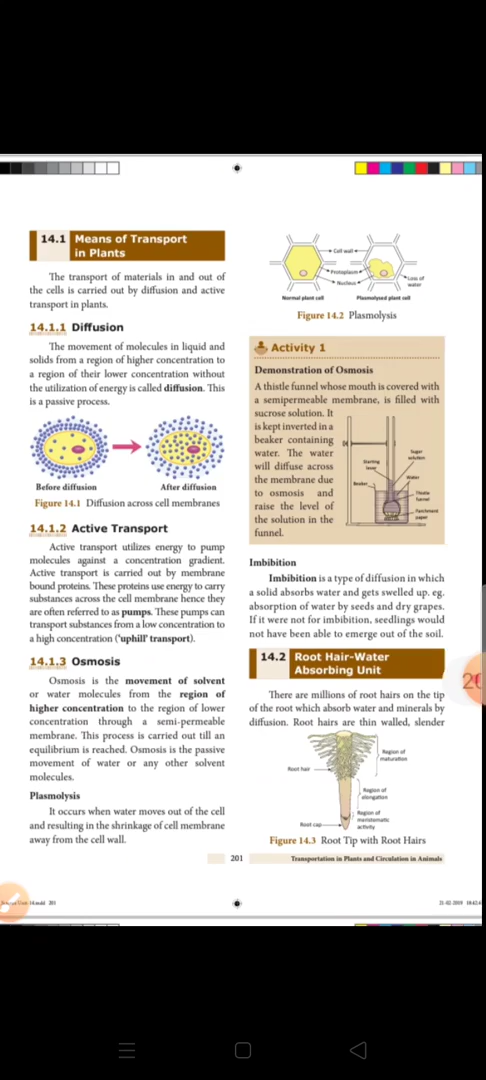 14.1 Means of Transport
in Plants
The transport of materials in and out of
the cells is carried out by diffusion and active
transport in plants.
14.1.1 Diffusion
The movement of molecules in liquid and
solids from a region of higher concentration to
a region of their lower concentration without
the utilization of energy is called diffusion. This
is a passive process.
Before diffusion
After diffusion
Figure 14.1 Diffusion across cell membranes
14.1.2 Active Transport
Active transport utilizes energy to pump
molecules against a concentration gradient.
Active transport is carried out by membrane
bound proteins. These proteins use energy to carry
substances across the cell membrane hence they
are often referred to as pumps. These pumps can
transport substances from a low concentration to
a high concentration ('uphill' transport).
14.1.3 Osmosis
Osmosis is the movement of solvent
or water molecules from the region of
higher concentration to the region of lower
concentration through a semi-permeable
membrane. This process is carried out till an
equilibrium is reached. Osmosis is the passive
movement of water or any other solvent
molecules.
Plasmolysis
It occurs when water moves out of the cell
and resulting in the shrinkage of cell membrane
away from the cell wall.
Cell wall
Protoplasm
Nucleus
Loss of
water
Normal plant cell
Plasmolysed plant cell
Figure 14.2 Plasmolysis
Activity 1
Demonstration of Osmosis
A thistle funnel whose mouth is covered with
a semipermeable membrane, is filled with
sucrose solution. It
is kept inverted in a
beaker containing
water. The water
will diffuse across
the membrane due
to osmosis and
raise the level of
the solution in the
funnel.
Sugar
solution
Starting
lever
Water
Beaker
Thistle
funnel
Parchment
paper
Imbibition
Imbibition is a type of diffusion in which
a solid absorbs water and gets swelled up. eg.
absorption of water by seeds and dry grapes.
If it were not for imbibition, seedlings would
not have been able to emerge out of the soil.
14.2 Root Hair-Water
Absorbing Unit
There are millions of root hairs on the tip
of the root which absorb water and minerals by
diffusion. Root hairs are thin walled, slender
Region of
maturation
Root hair
Region of
elongation
Region of
meristematic
activity
Root cap
Figure 14.3 Root Tip with Root Hairs
201
Transportation in Plants and Circulation in Animals
20
201
21-02-2019